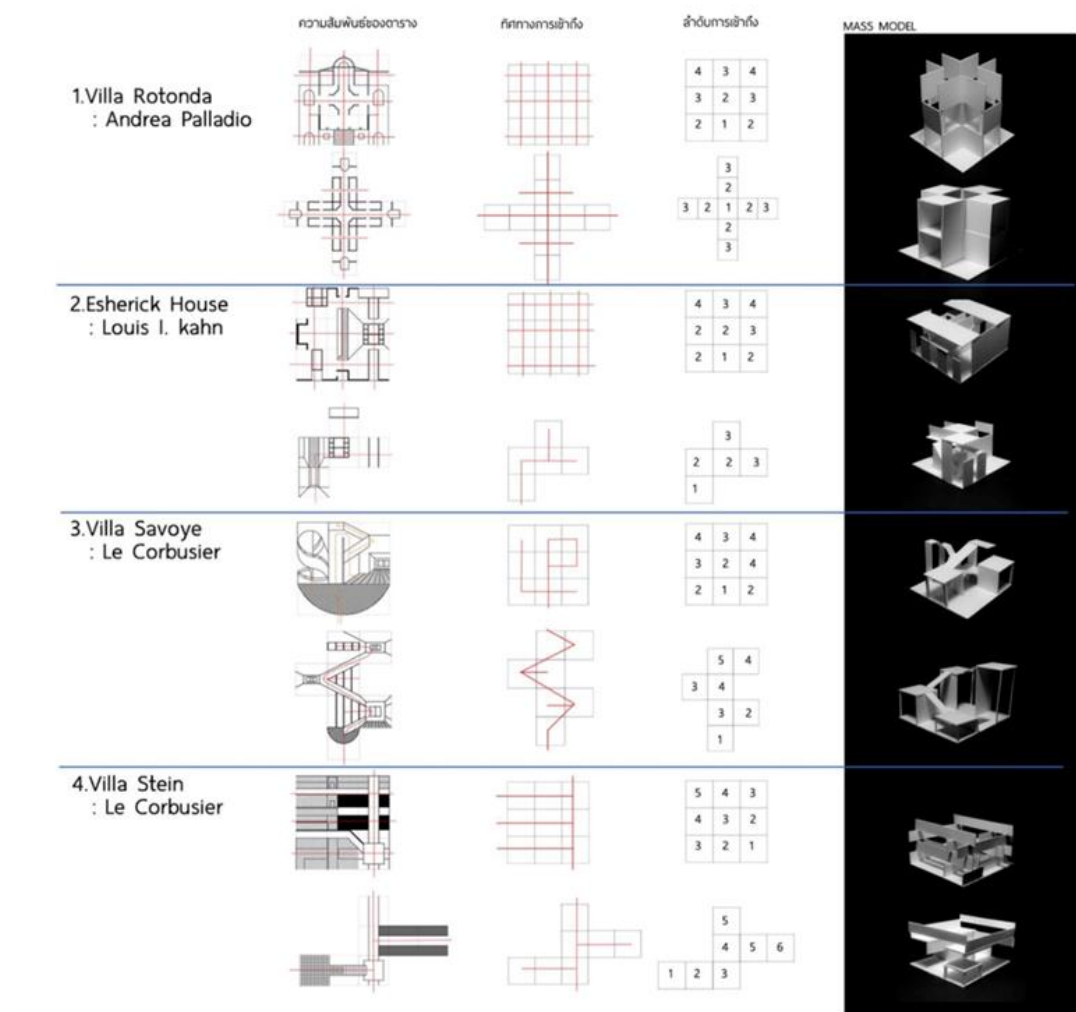 ความสัมพันธ์ของตาราง ทิศทางการเข้าถึง ลำดับการเข้าถึง MASS MODEL
1.Villa Rotonda
: Andrea Palladio
4 3 4
3 2 3
2 1 2
3
2
3 2 1 2 3
2
3
2.Esherick House
: Louis I. kahn
4 3 4
2 2 3
2 1 2
3
2 2 3
1
3.Villa Savoye
: Le Corbusier
4 3 4
3 2 4
2 1 2
5 4
3 4
3 2
1
4.Villa Stein
: Le Corbusier
5 4 3
4 3 2
3 2 1
5
4 5 6
1 2 3